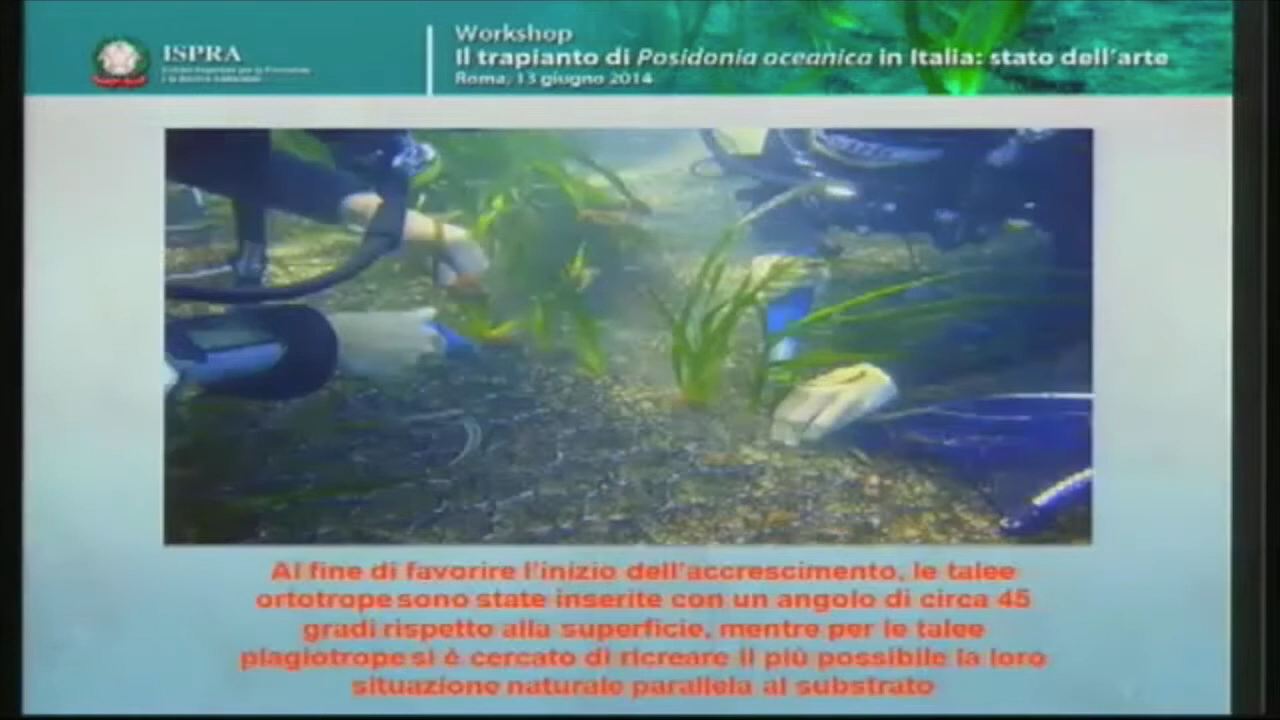 ISPRA
Workshop
Il trapianto di Posidonia oceanica in Italia: stato dell'arte
Roma, 13 giugno 2014
Al fine di favorire l'inizio dell'accrescimento, le talee
ortotrope sono state inserite con un angolo di circa 45
gradi rispetto alla superficie, mentre per le talee
plagiotrope si è cercato di ricreare il più possibile la loro
situazione naturale parallela al substrato